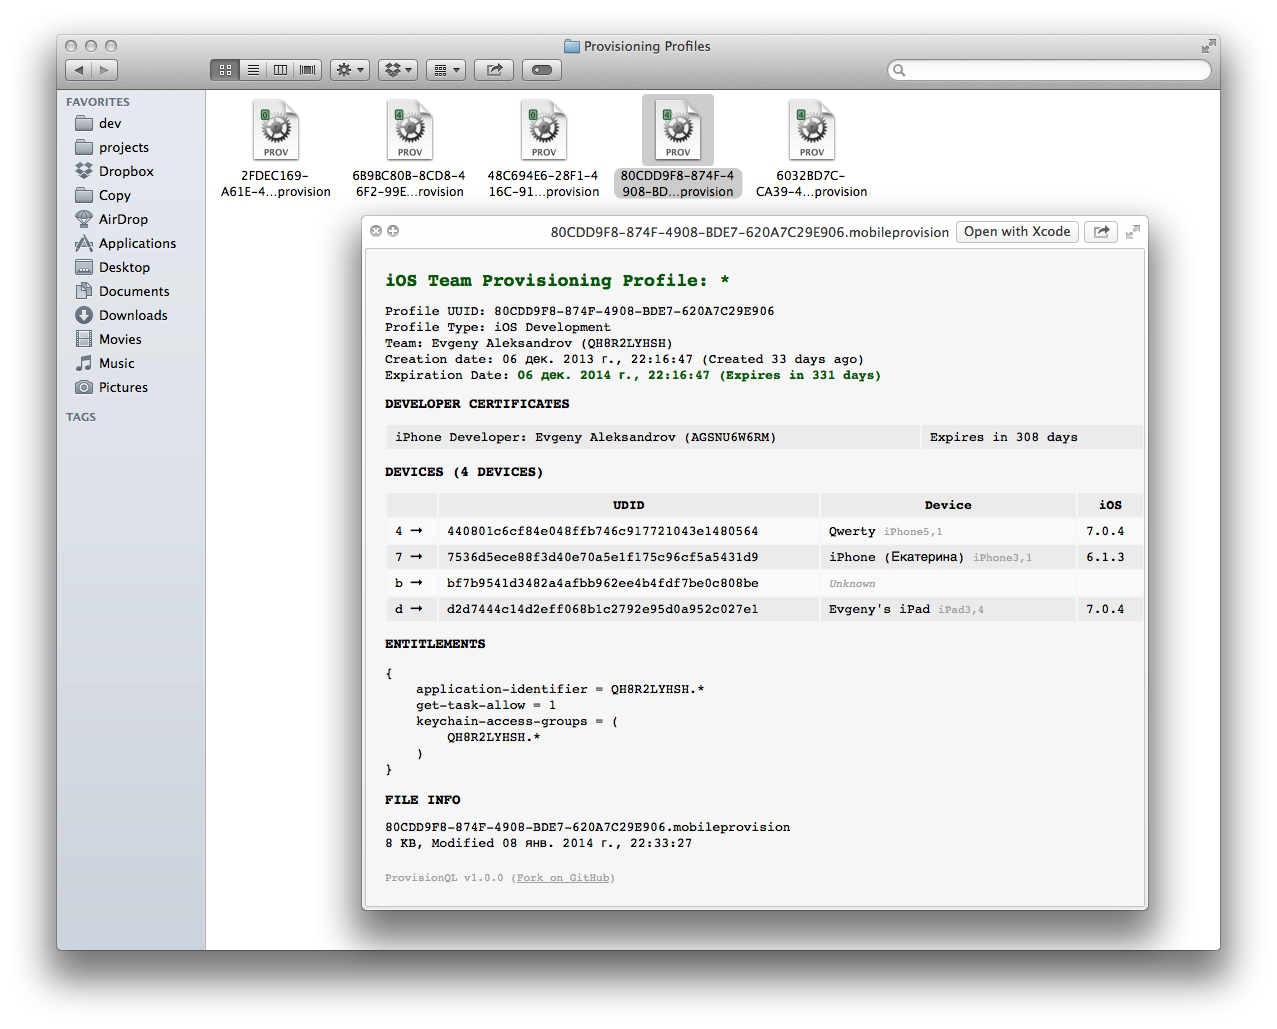 Provisioning Profiles
FAVORITES
dev
projects
Dropbox
Copy
AirDrop
Applications
Desktop
Documents
Downloads
Movies
Music
Pictures
TAGS
0
PROV
2FDEC169-
A61E-4...provision
4
PROV
6B9BC80B-8CD8-4
6F2-99E...rovision
0
PROV
48C694E6-28F1-4
16C-91...provision
4
PROV
80CDD9F8-874F-4
908-BD...provision
4
PROV
6032BD7C-
CA39-4...provision
80CDD9F8-874F-4908-BDE7-620A7C29E906.mobileprovision Open with Xcode
iOS Team Provisioning Profile: *
Profile UUID: 80CDD9F8-874F-4908-BDE7-620A7C29E906
Profile Type: iOS Development
Team: Evgeny Aleksandrov (QH8R2LYHSH)
Creation date: 06 дек. 2013 г., 22:16:47 (Created 33 days ago)
Expiration Date: 06 дек. 2014 г., 22:16:47 (Expires in 331 days)
DEVELOPER CERTIFICATES
iPhone Developer: Evgeny Aleksandrov (AGSNU6W6RM) Expires in 308 days
DEVICES (4 DEVICES)
UDID Device iOS
4 → 440801c6cf84e048ffb746c917721043e1480564 Qwerty iPhone5,1 7.0.4
7 → 7536d5ece88f3d40e70a5e1f175c96cf5a5431d9 iPhone (Екатерина) iPhone3,1 6.1.3
b → bf7b9541d3482a4afbb962ee4b4fdf7be0c808be Unknown
d → d2d7444c14d2eff068b1c2792e95d0a952c027e1 Evgeny's iPad iPad3,4 7.0.4
ENTITLEMENTS
{
application-identifier = QH8R2LYHSH.*
get-task-allow = 1
keychain-access-groups = (
QH8R2LYHSH.*
)
}
FILE INFO
80CDD9F8-874F-4908-BDE7-620A7C29E906.mobileprovision
8 KB, Modified 08 янв. 2014 г., 22:33:27
ProvisionQL v1.0.0 (Fork on GitHub)